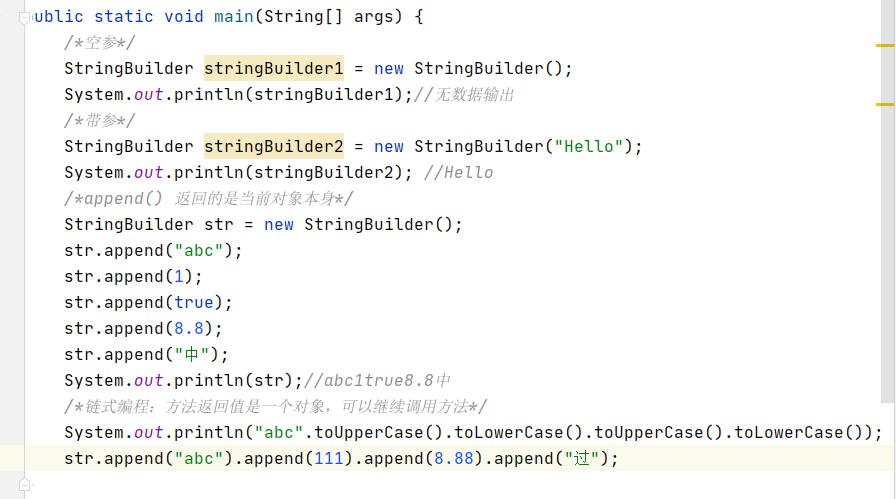 public static void main(String[] args) {
/*空参*/
StringBuilder stringBuilder1 = new StringBuilder();
System.out.println(stringBuilder1);//无数据输出
/*带参*/
StringBuilder stringBuilder2 = new StringBuilder("Hello");
System.out.println(stringBuilder2); //Hello
/*append() 返回的是当前对象本身*/
StringBuilder str = new StringBuilder();
str.append("abc");
str.append(1);
str.append(true);
str.append(8.8);
str.append("中");
System.out.println(str);//abc1true8.8中
/*链式编程：方法返回值是一个对象，可以继续调用方法*/
System.out.println("abc".toUpperCase().toLowerCase().toUpperCase().toLowerCase());
str.append("abc").append(111).append(8.88).append("过");